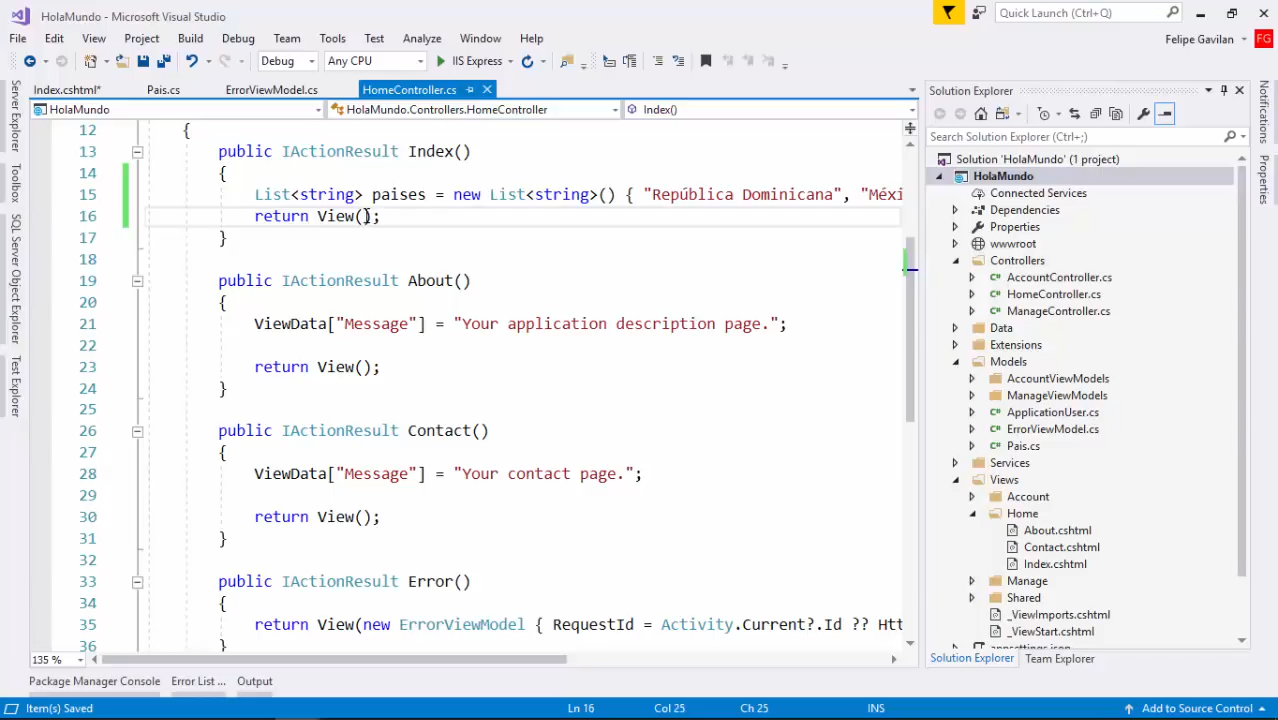 HolaMundo - Microsoft Visual Studio
Quick Launch (Ctrl+Q)
File Edit View Project Build Debug Team Tools Test Analyze Window Help
Felipe Gavilan FG
Debug Any CPU IIS Express
Index.cshtml* Pais.cs ErrorViewModel.cs HomeController.cs
HolaMundo HolaMundo.Controllers.HomeController Index()
Server Explorer
Toolbox
SQL Server Object Explorer
Test Explorer
12 {
13 public IActionResult Index()
14 {
15 List<string> paises = new List<string>() { "República Dominicana", "Méxi
16 return View();
17 }
18
19 public IActionResult About()
20 {
21 ViewData["Message"] = "Your application description page.";
22
23 return View();
24 }
25
26 public IActionResult Contact()
27 {
28 ViewData["Message"] = "Your contact page.";
29
30 return View();
31 }
32
33 public IActionResult Error()
34 {
35 return View(new ErrorViewModel { RequestId = Activity.Current?.Id ?? Htt
36 }
135 %
Solution Explorer
Search Solution Explorer (Ctrl+;)
Solution 'HolaMundo' (1 project)
HolaMundo
Connected Services
Dependencies
Properties
wwwroot
Controllers
C# AccountController.cs
C# HomeController.cs
C# ManageController.cs
Data
Extensions
Models
AccountViewModels
ManageViewModels
C# ApplicationUser.cs
C# ErrorViewModel.cs
C# Pais.cs
Services
Views
Account
Home
About.cshtml
Contact.cshtml
Index.cshtml
Manage
Shared
_ViewImports.cshtml
_ViewStart.cshtml
appsettings.json
Solution Explorer Team Explorer
Notifications
Properties
Package Manager Console Error List ... Output
Item(s) Saved Ln 16 Col 25 Ch 25 INS Add to Source Control